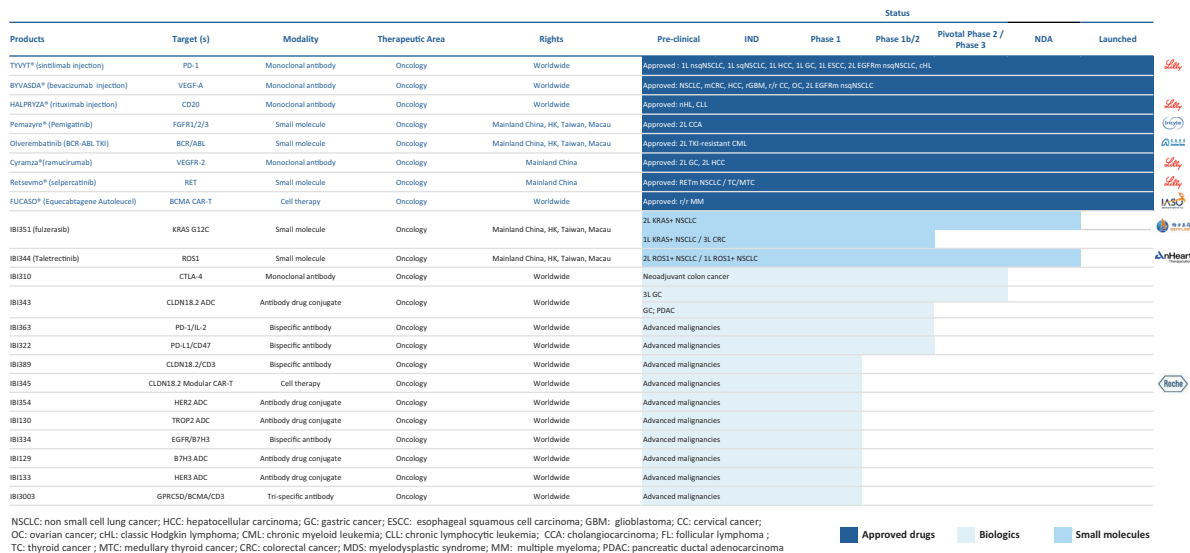 Status
Products Target (s) Modality Therapeutic Area Rights Pre-clinical IND Phase 1 Phase 1b/2 Pivotal Phase 2 / Phase 3 NDA Launched
TYVYT® (sintilimab injection) PD-1 Monoclonal antibody Oncology Worldwide Approved : 1L nsqNSCLC, 1L sqNSCLC, 1L HCC, 1L GC, 1L ESCC, 2L EGFRm nsqNSCLC, cHL Lilly
BYVASDA® (bevacizumab injection) VEGF-A Monoclonal antibody Oncology Worldwide Approved: NSCLC, mCRC, HCC, rGBM, r/r CC, OC, 2L EGFRm nsqNSCLC
HALPRYZA® (rituximab injection) CD20 Monoclonal antibody Oncology Worldwide Approved: nHL, CLL Lilly
Pemazyre® (Pemigatinib) FGFR1/2/3 Small molecule Oncology Mainland China, HK, Taiwan, Macau Approved: 2L CCA Incyte
Olverembatinib (BCR-ABL TKI) BCR/ABL Small molecule Oncology Mainland China, HK, Taiwan, Macau Approved: 2L TKI-resistant CML
Cyramza®(ramucirumab) VEGFR-2 Monoclonal antibody Oncology Mainland China Approved: 2L GC, 2L HCC Lilly
Retsevmo® (selpercatinib) RET Small molecule Oncology Mainland China Approved: RETm NSCLC / TC/MTC Lilly
FUCASO® (Equecabtagene Autoleucel) BCMA CAR-T Cell therapy Oncology Worldwide Approved: r/r MM IASO
IBI351 (fulzerasib) KRAS G12C Small molecule Oncology Mainland China, HK, Taiwan, Macau 2L KRAS+ NSCLC
1L KRAS+ NSCLC / 3L CRC
IBI344 (Taletrectinib) ROS1 Small molecule Oncology Mainland China, HK, Taiwan, Macau 2L ROS1+ NSCLC / 1L ROS1+ NSCLC AnHeart
IBI310 CTLA-4 Monoclonal antibody Oncology Worldwide Neoadjuvant colon cancer
IBI343 CLDN18.2 ADC Antibody drug conjugate Oncology Worldwide 3L GC
GC; PDAC
IBI363 PD-1/IL-2 Bispecific antibody Oncology Worldwide Advanced malignancies
IBI322 PD-L1/CD47 Bispecific antibody Oncology Worldwide Advanced malignancies
IBI389 CLDN18.2/CD3 Bispecific antibody Oncology Worldwide Advanced malignancies
IBI345 CLDN18.2 Modular CAR-T Cell therapy Oncology Worldwide Advanced malignancies Roche
IBI354 HER2 ADC Antibody drug conjugate Oncology Worldwide Advanced malignancies
IBI130 TROP2 ADC Antibody drug conjugate Oncology Worldwide Advanced malignancies
IBI334 EGFR/B7H3 Bispecific antibody Oncology Worldwide Advanced malignancies
IBI129 B7H3 ADC Antibody drug conjugate Oncology Worldwide Advanced malignancies
IBI133 HER3 ADC Antibody drug conjugate Oncology Worldwide Advanced malignancies
IBI3003 GPRC5D/BCMA/CD3 Tri-specific antibody Oncology Worldwide Advanced malignancies
NSCLC: non small cell lung cancer; HCC: hepatocellular carcinoma; GC: gastric cancer; ESCC: esophageal squamous cell carcinoma; GBM: glioblastoma; CC: cervical cancer;
OC: ovarian cancer; cHL: classic Hodgkin lymphoma; CML: chronic myeloid leukemia; CLL: chronic lymphocytic leukemia; CCA: cholangiocarcinoma; FL: follicular lymphoma ;
TC: thyroid cancer ; MTC: medullary thyroid cancer; CRC: colorectal cancer; MDS: myelodysplastic syndrome; MM: multiple myeloma; PDAC: pancreatic ductal adenocarcinoma
Approved drugs Biologics Small molecules